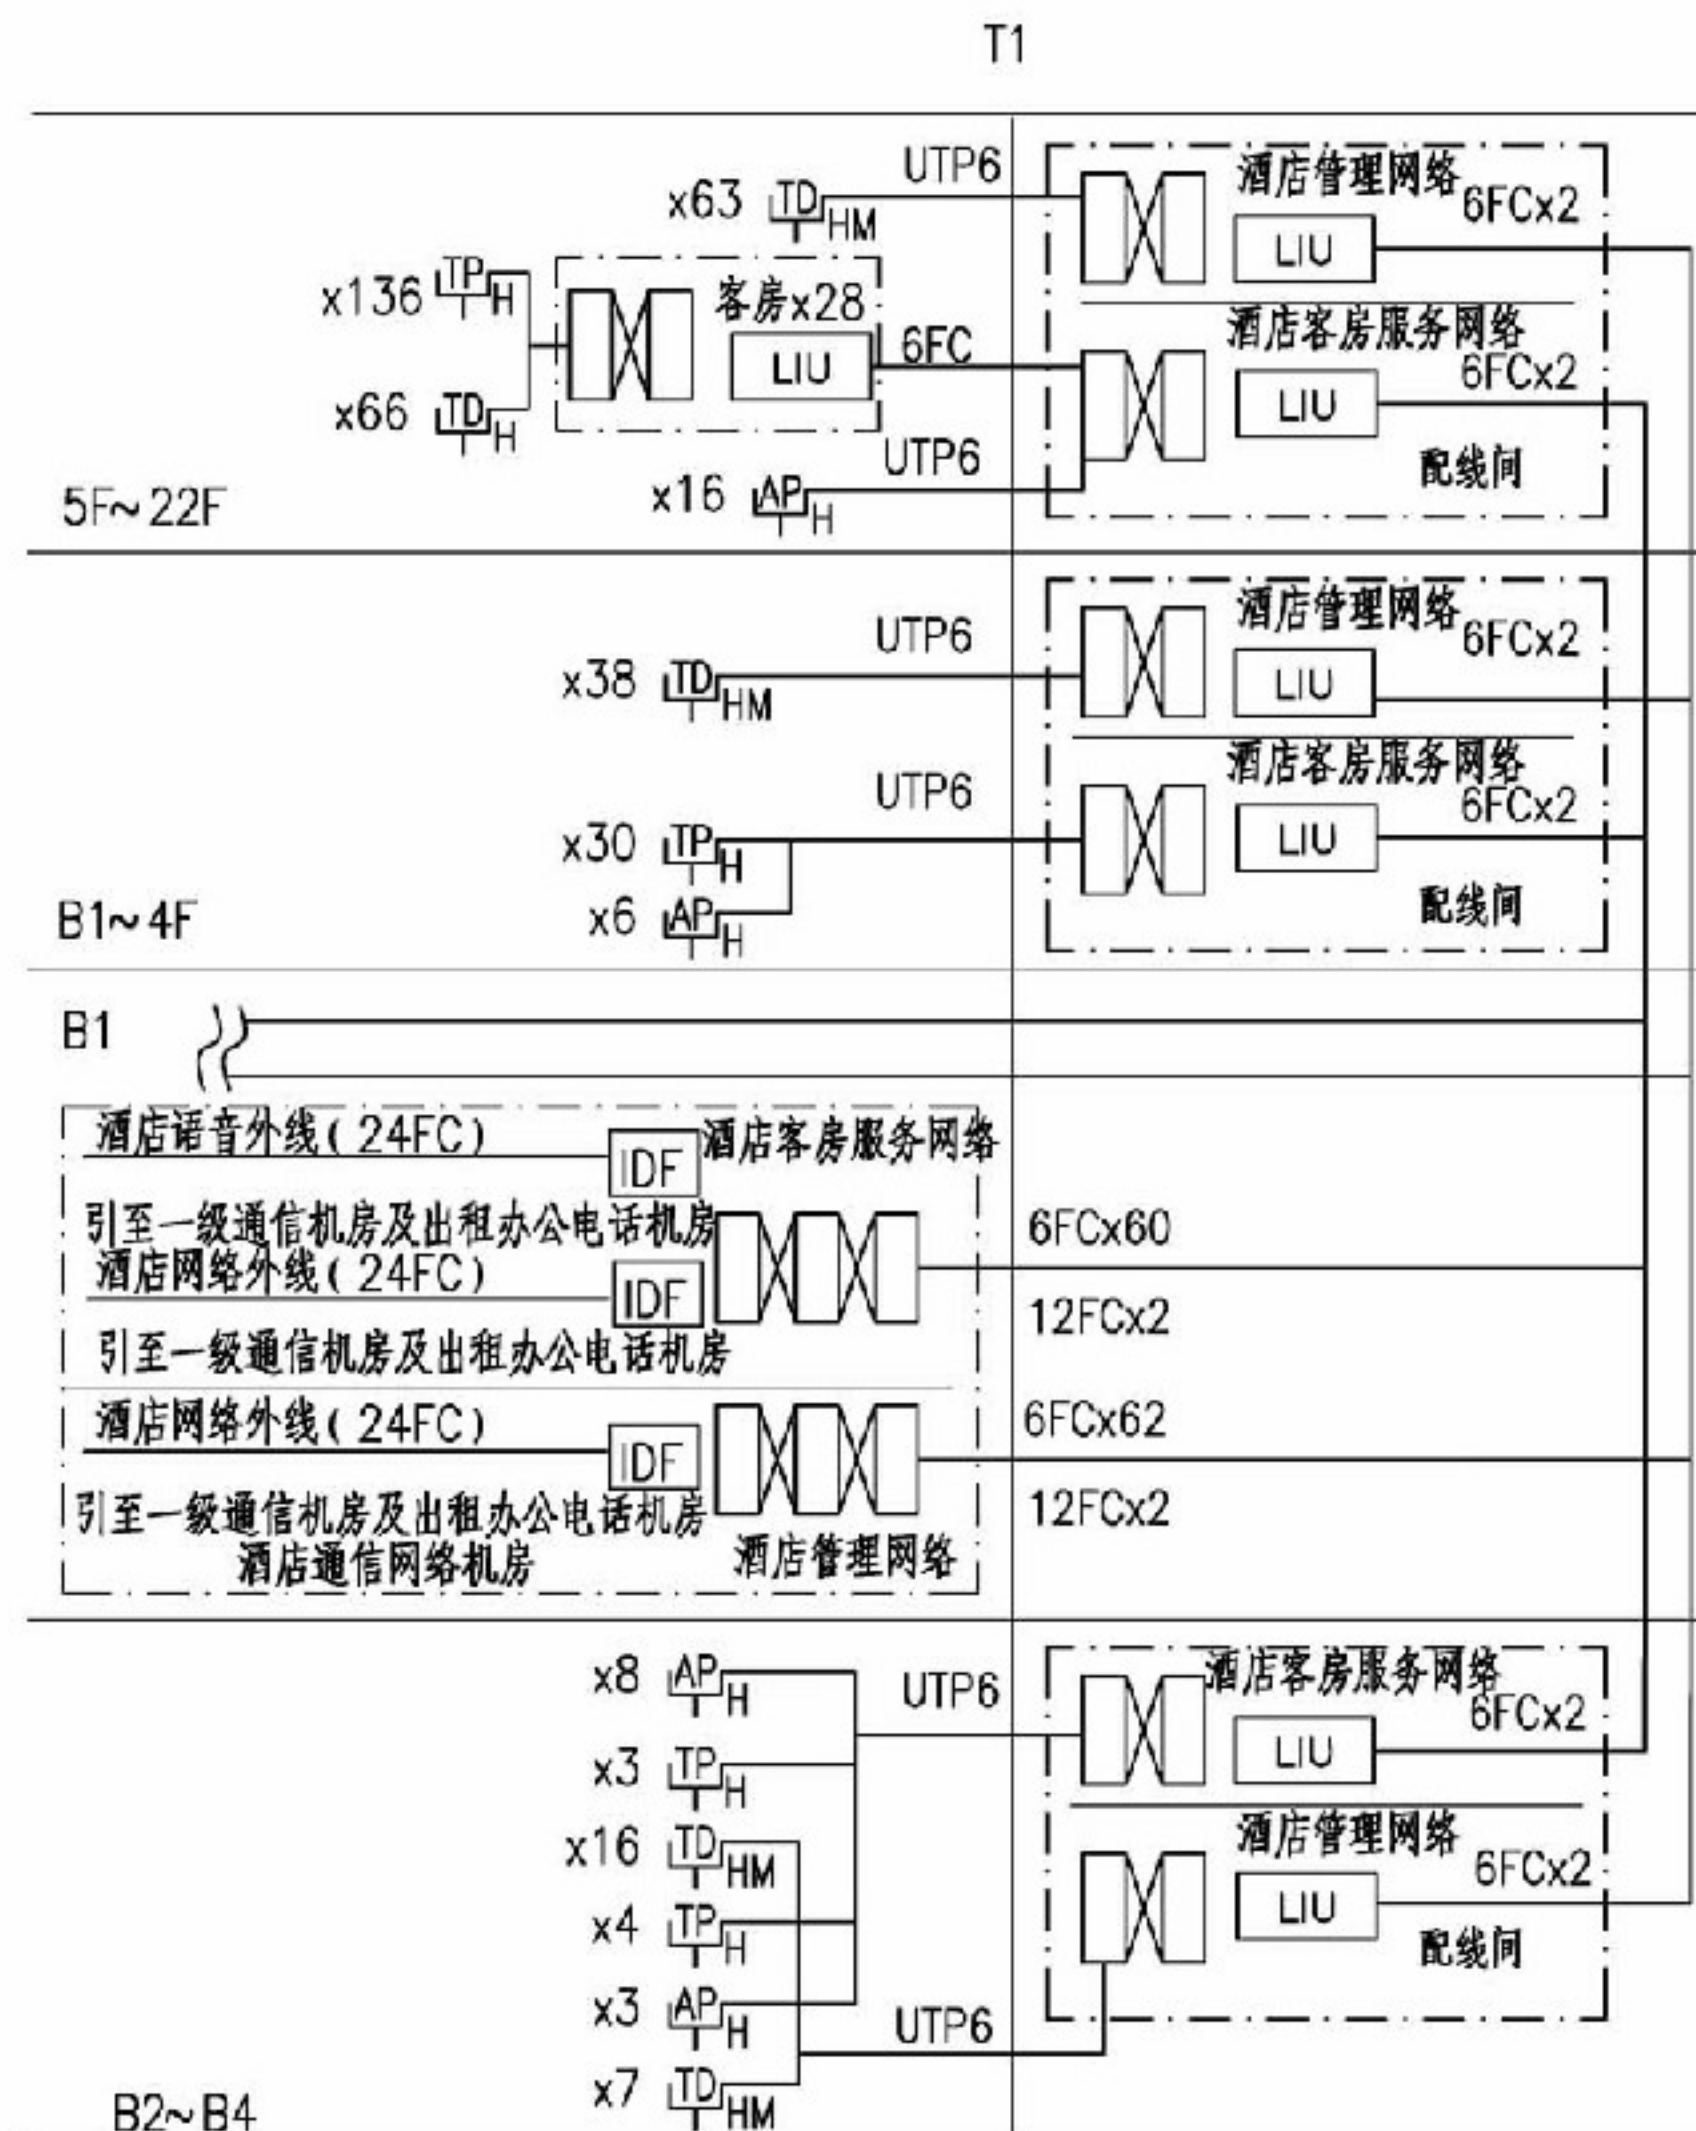 T1
UTP6
酒店管理网络
x63 TD HM
6FCx2
LIU
x136 TP H
客房x28
酒店客房服务网络
LIU
6FC
6FCx2
x66 TD H
LIU
UTP6
配线间
x16 AP H
5F~22F
酒店管理网络
UTP6
6FCx2
x38 TD HM
LIU
酒店客房服务网络
UTP6
6FCx2
x30 TP H
LIU
x6 AP H
配线间
B1~4F
B1
酒店语音外线(24FC)
IDF
酒店客房服务网络
引至一级通信机房及出租办公电话机房
6FCx60
酒店网络外线(24FC)
IDF
12FCx2
引至一级通信机房及出租办公电话机房
酒店网络外线(24FC)
6FCx62
IDF
引至一级通信机房及出租办公电话机房
12FCx2
酒店通信网络机房
酒店管理网络
x8 AP H
UTP6
酒店客房服务网络
6FCx2
x3 TP H
LIU
x16 TD HM
酒店管理网络
6FCx2
x4 TP H
LIU
配线间
x3 AP H
UTP6
x7 TD HM
B2~B4